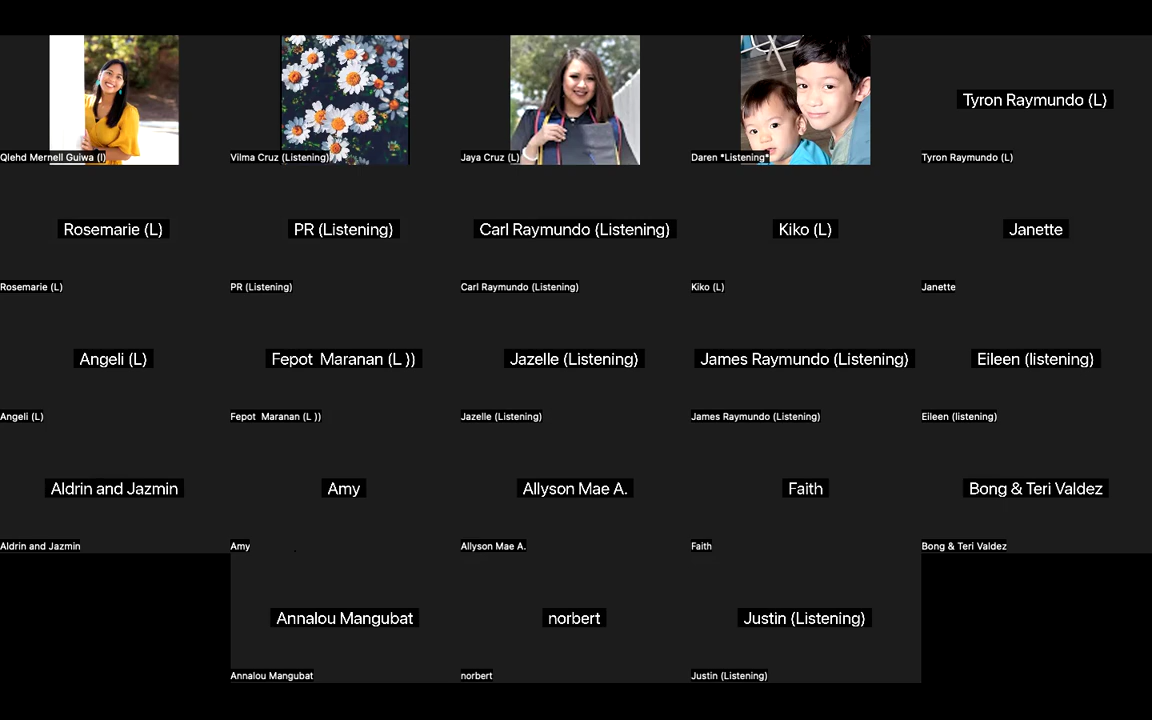 Qlehd Mernell Guiwa (l)
Vilma Cruz (Listening)
Jaya Cruz (L)
Daren *Listening*
Tyron Raymundo (L)
Tyron Raymundo (L)
Rosemarie (L)
PR (Listening)
Carl Raymundo (Listening)
Kiko (L)
Janette
Rosemarie (L)
PR (Listening)
Carl Raymundo (Listening)
Kiko (L)
Janette
Angeli (L)
Fepot  Maranan (L ))
Jazelle (Listening)
James Raymundo (Listening)
Eileen (listening)
Angeli (L)
Fepot  Maranan (L ))
Jazelle (Listening)
James Raymundo (Listening)
Eileen (listening)
Aldrin and Jazmin
Amy
Allyson Mae A.
Faith
Bong & Teri Valdez
Aldrin and Jazmin
Amy
Allyson Mae A.
Faith
Bong & Teri Valdez
Annalou Mangubat
norbert
Justin (Listening)
Annalou Mangubat
norbert
Justin (Listening)